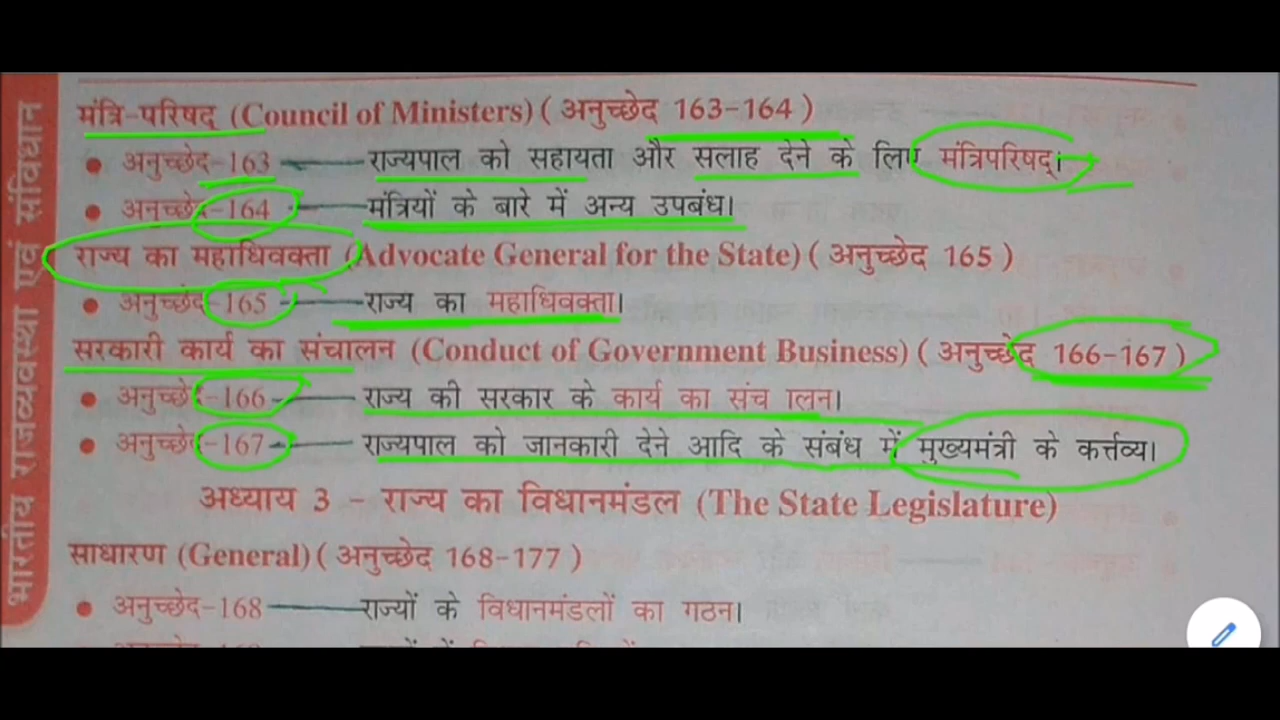 भारतीय राजव्यवस्था एवं संविधान
मंत्रि-परिषद् (Council of Ministers) ( अनुच्छेद 163-164 )
• अनुच्छेद-163 राज्यपाल को सहायता और सलाह देने के लिए मंत्रिपरिषद्।
• अनुच्छेद-164 मंत्रियों के बारे में अन्य उपबंध।
राज्य का महाधिवक्ता (Advocate General for the State) ( अनुच्छेद 165 )
• अनुच्छेद-165 राज्य का महाधिवक्ता।
सरकारी कार्य का संचालन (Conduct of Government Business) ( अनुच्छेद 166-167 )
• अनुच्छेद-166 राज्य की सरकार के कार्य का संच ालन।
• अनुच्छेद-167 राज्यपाल को जानकारी देने आदि के संबंध में मुख्यमंत्री के कर्त्तव्य।
अध्याय 3 - राज्य का विधानमंडल (The State Legislature)
साधारण (General) ( अनुच्छेद 168-177 )
• अनुच्छेद-168 राज्यों के विधानमंडलों का गठन।